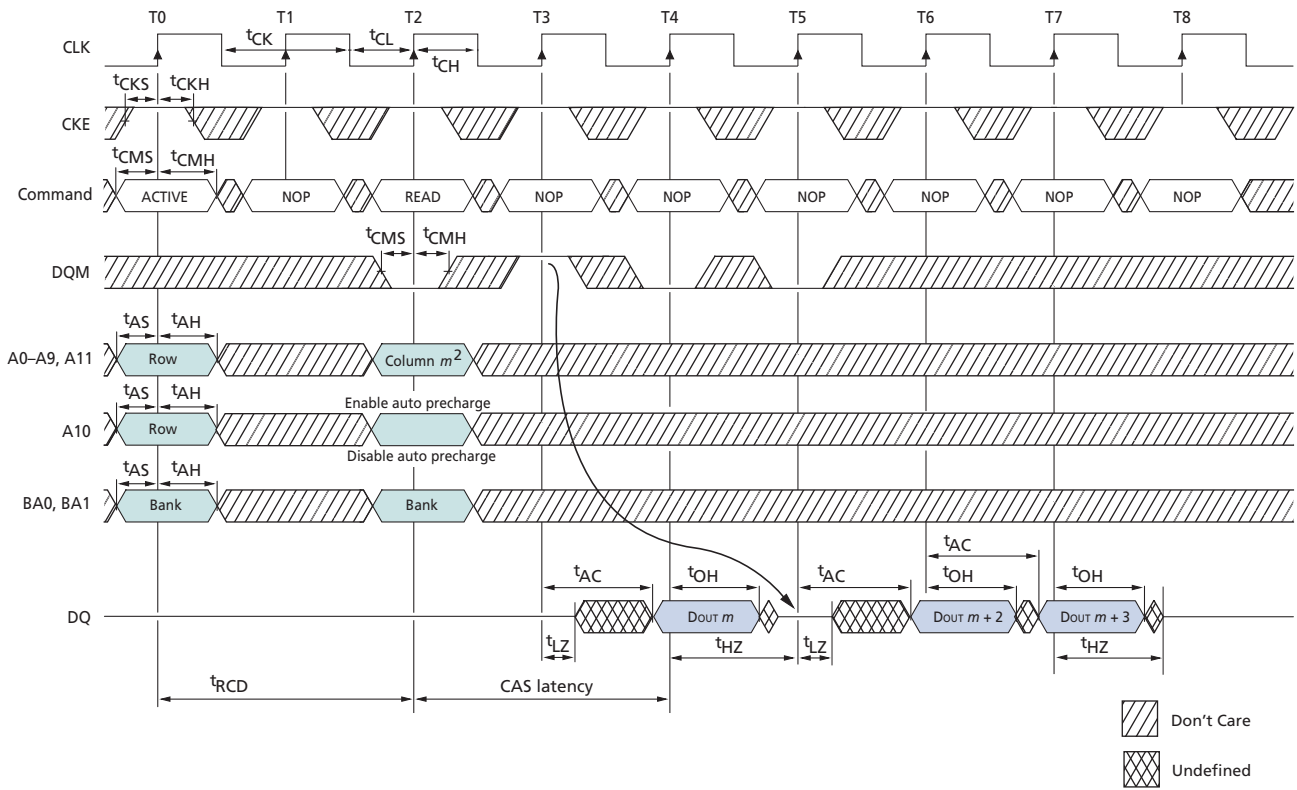 T0 T1 T2 T3 T4 T5 T6 T7 T8
CLK
tCK tCL
tCH
tCKS tCKH
CKE
tCMS tCMH
Command ACTIVE NOP READ NOP NOP NOP NOP NOP NOP
tCMS tCMH
DQM
tAS tAH
A0–A9, A11 Row Column m2
tAS tAH Enable auto precharge
A10 Row
Disable auto precharge
tAS tAH
BA0, BA1 Bank Bank
tAC
tAC tOH tAC tOH tOH
DQ DOUT m DOUT m + 2 DOUT m + 3
tLZ tHZ tLZ tHZ
tRCD CAS latency
Don't Care
Undefined